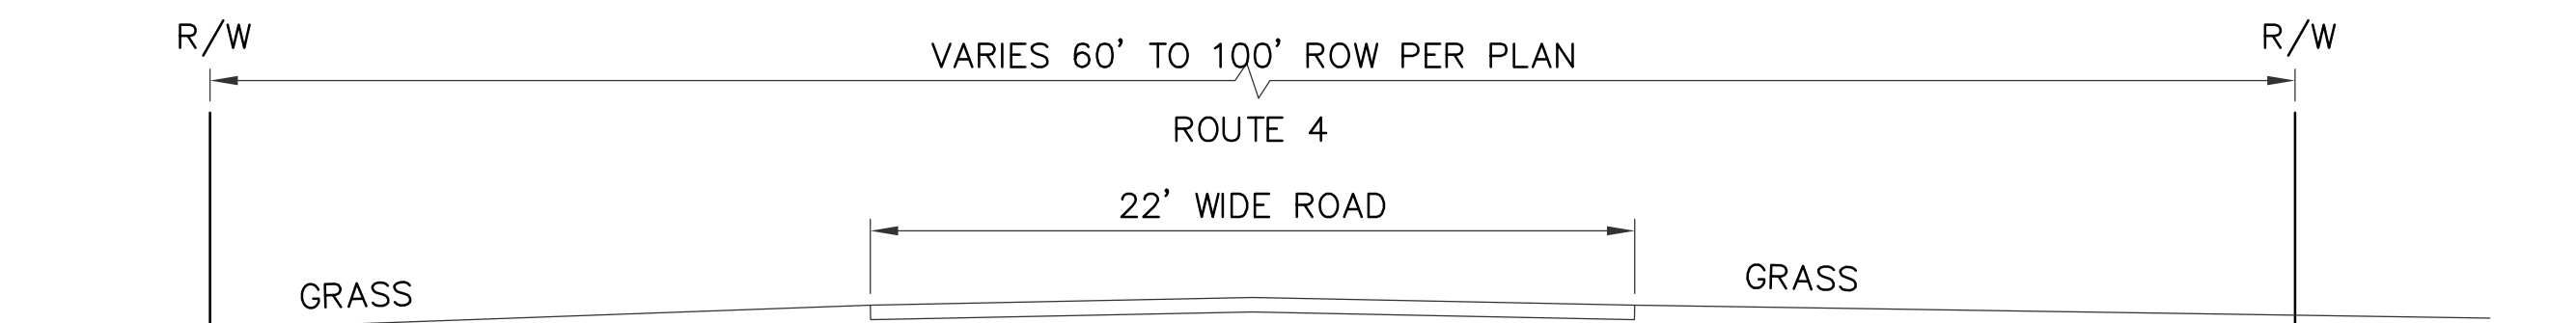 R/W
R/W
VARIES 60' TO 100' ROW PER PLAN
ROUTE 4
22' WIDE ROAD
GRASS
GRASS